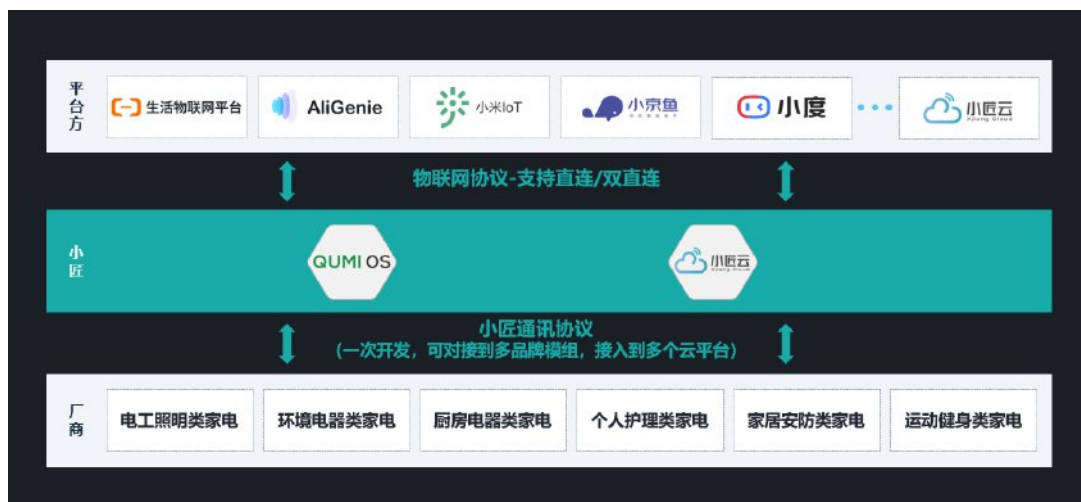 平台方
生活物联网平台
AliGenie
小米IoT
小京鱼
小度
小匠云
物联网协议-支持直连/双直连
小匠
QUMI OS
小匠云
小匠通讯协议
(一次开发，可对接到多品牌模组，接入到多个云平台)
厂商
电工照明类家电
环境电器类家电
厨房电器类家电
个人护理类家电
家居安防类家电
运动健身类家电